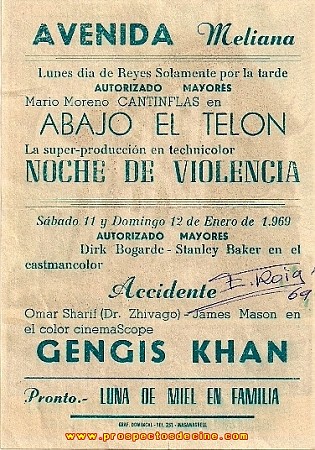 AVENIDA Meliana
Lunes dia de Reyes Solamente por la tarde
AUTORIZADO MAYORES
Mario Moreno CANTINFLAS en
ABAJO EL TELON
La super-producción en technicolor
NOCHE DE VIOLENCIA
Sábado 11 y Domingo 12 de Enero de 1.969
AUTORIZADO MAYORES
Dirk Bogarde - Stanley Baker en el
castmancolor
Accidente
E. Roig
69
Omar Sharif (Dr. Zhivago) - James Mason en
el color cinemaScope
GENGIS KHAN
Pronto.- LUNA DE MIEL EN FAMILIA
www.prospectosdecine.com